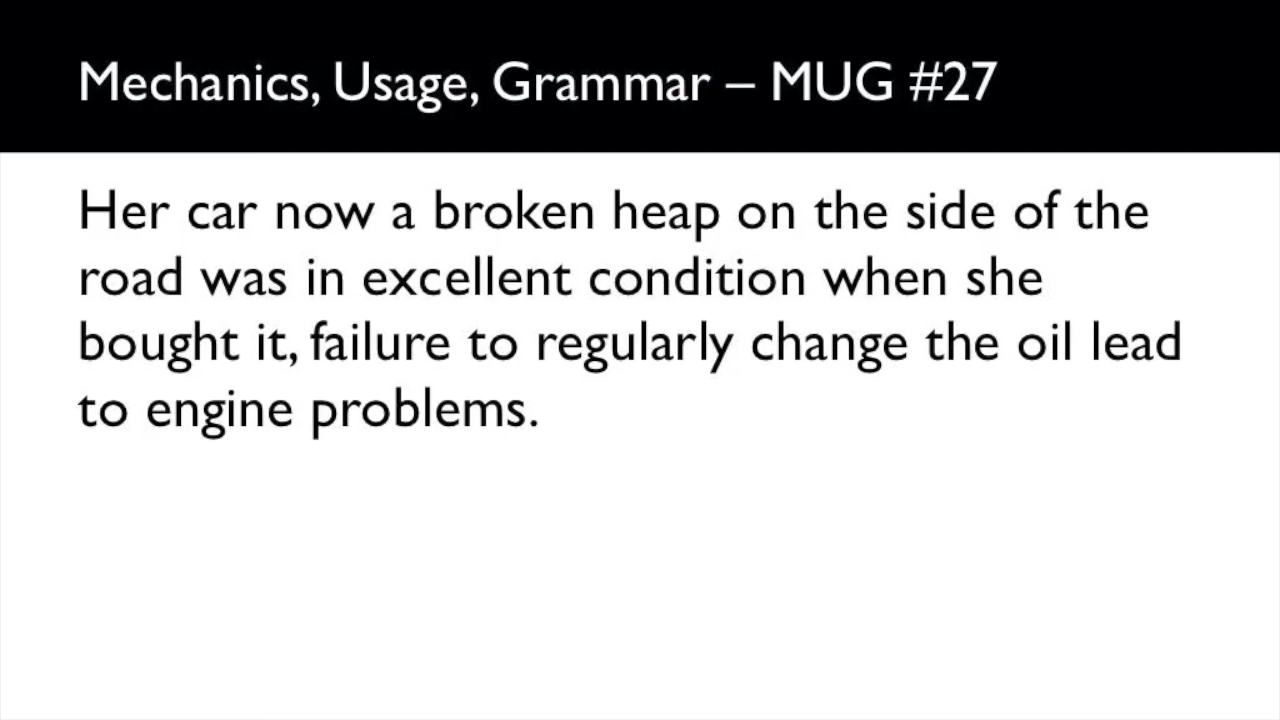 Mechanics, Usage, Grammar – MUG #27
Her car now a broken heap on the side of the
road was in excellent condition when she
bought it, failure to regularly change the oil lead
to engine problems.